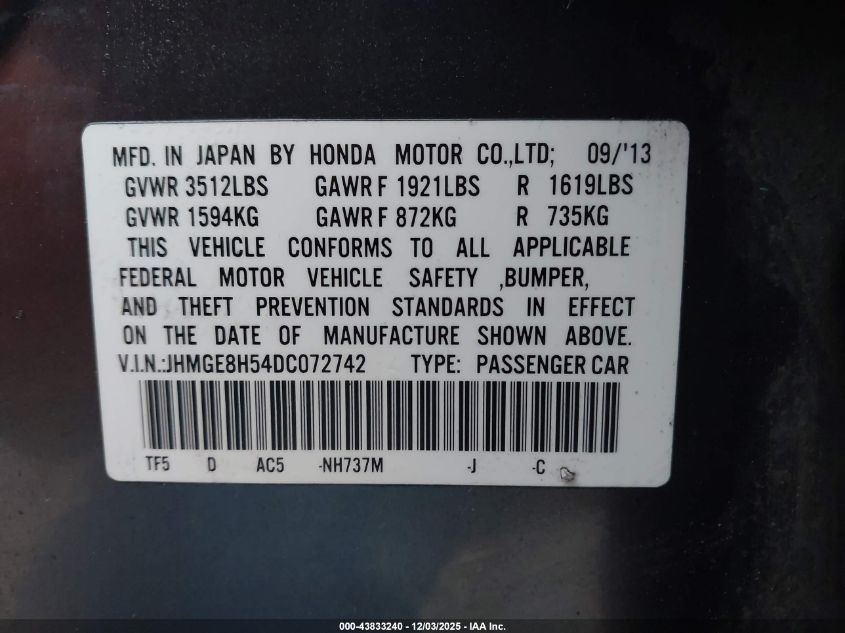 MFD. IN JAPAN BY HONDA MOTOR CO.,LTD; 09/'13
GVWR 3512LBS GAWR F 1921LBS R 1619LBS
GVWR 1594KG GAWR F 872KG R 735KG
THIS VEHICLE CONFORMS TO ALL APPLICABLE
FEDERAL MOTOR VEHICLE SAFETY ,BUMPER,
AND THEFT PREVENTION STANDARDS IN EFFECT
ON THE DATE OF MANUFACTURE SHOWN ABOVE.
V.I.N.:JHMGE8H54DC072742 TYPE: PASSENGER CAR
TF5 D AC5 -NH737M -J -C
000-43833240 - 12/03/2025 - IAA Inc.